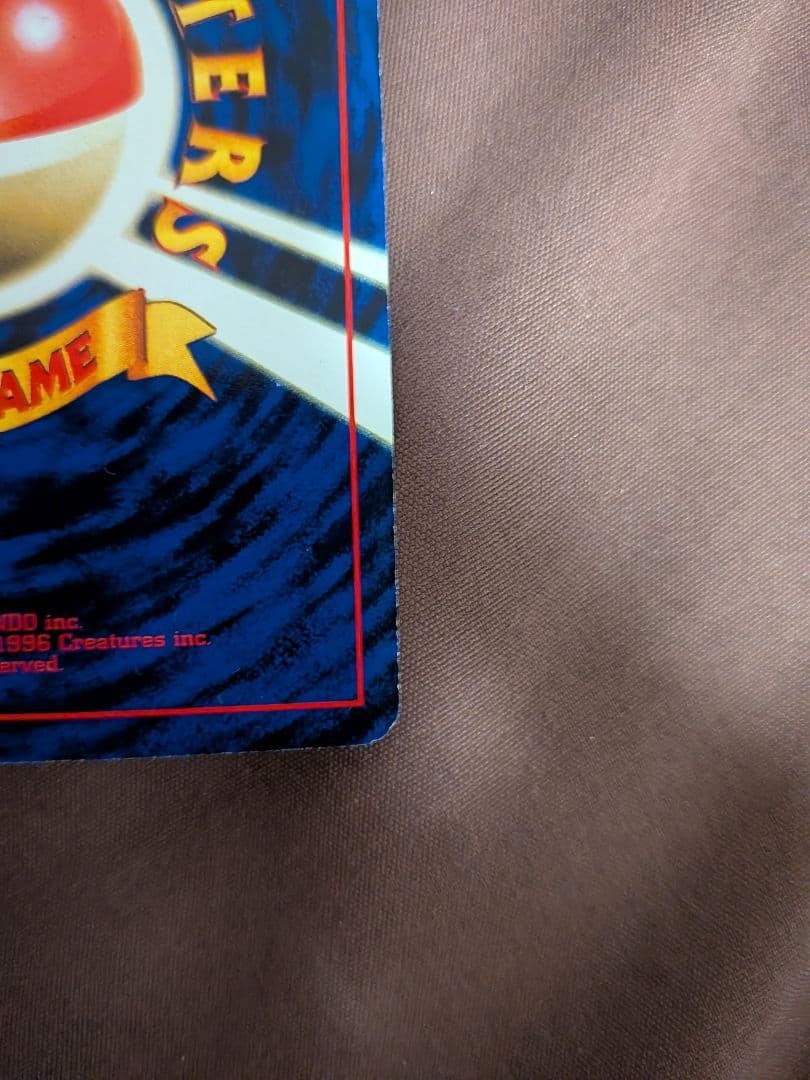 TERS
AME
NDO inc.
1996 Creatures inc.
erved.